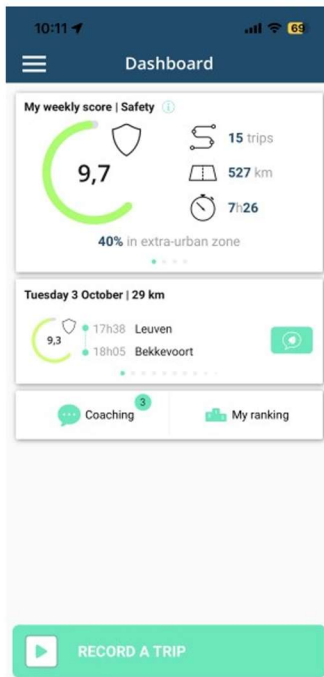 10:11
69
Dashboard
My weekly score | Safety
9,7
15 trips
527 km
7h26
40% in extra-urban zone
Tuesday 3 October | 29 km
9,3
17h38 Leuven
18h05 Bekkevoort
Coaching 3
My ranking
RECORD A TRIP